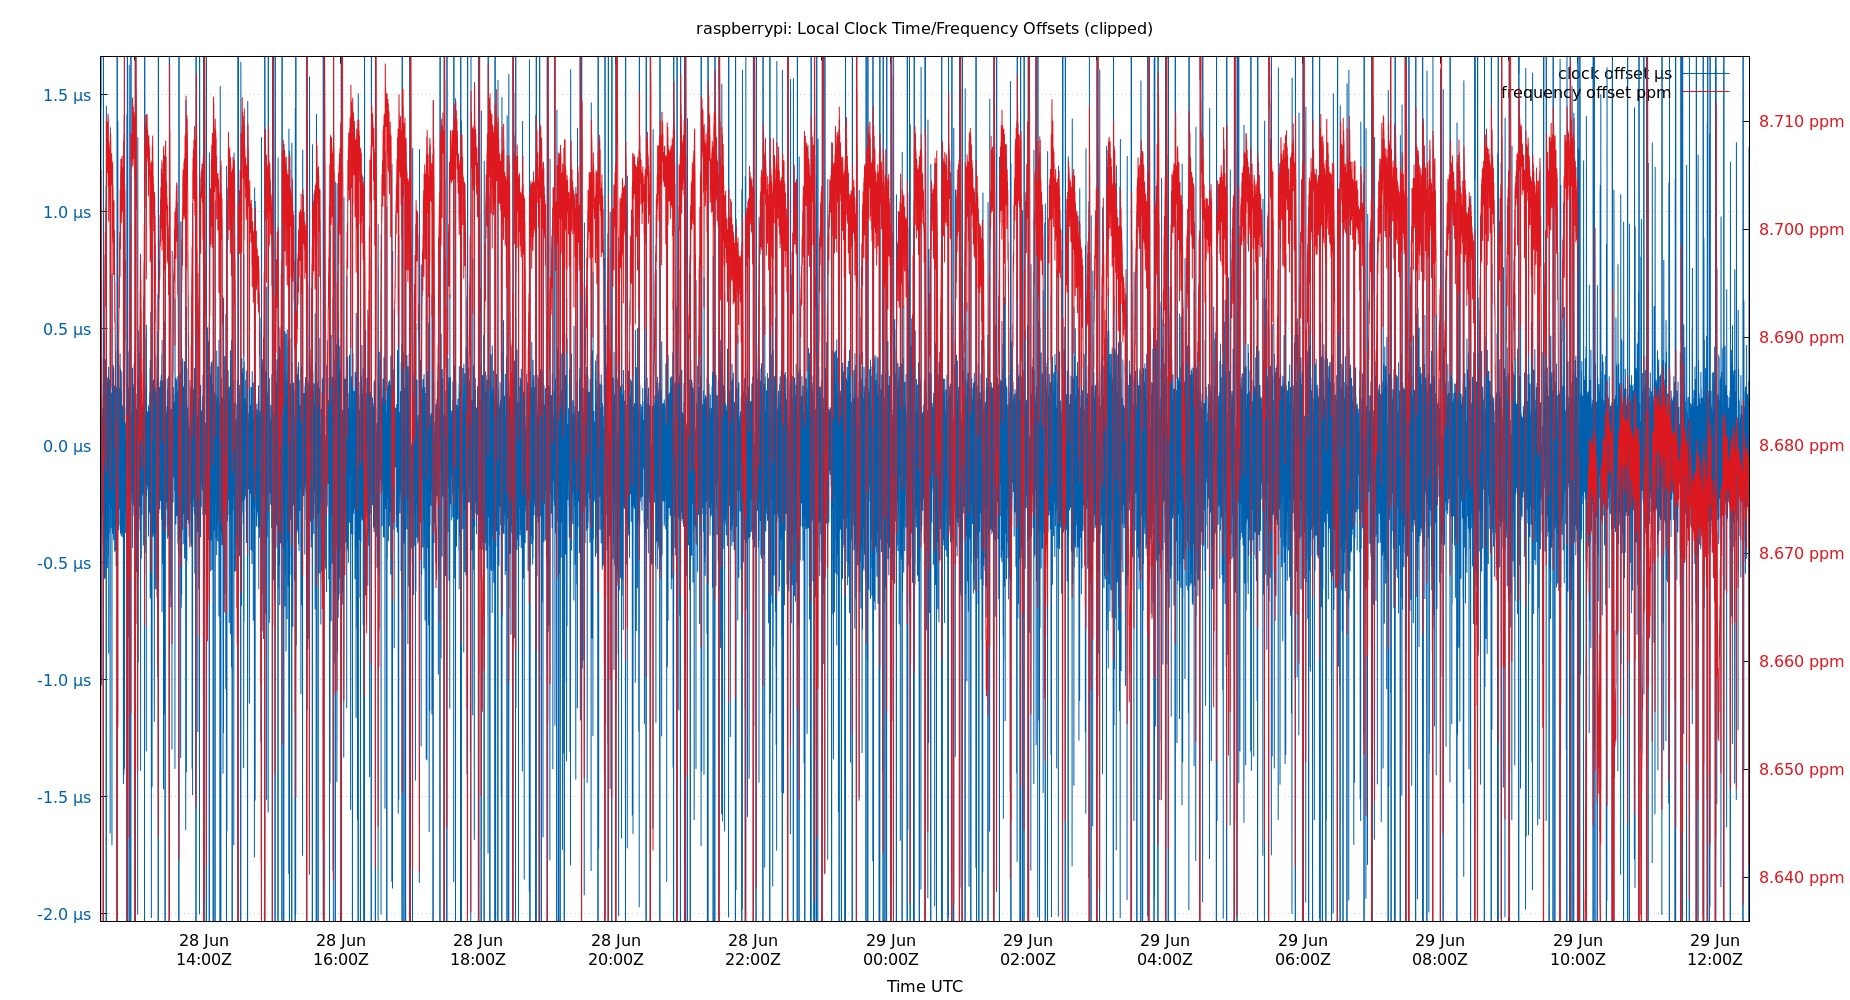 raspberrypi: Local Clock Time/Frequency Offsets (clipped)
clock offset µs
frequency offset ppm
1.5 µs
1.0 µs
0.5 µs
0.0 µs
-0.5 µs
-1.0 µs
-1.5 µs
-2.0 µs
8.710 ppm
8.700 ppm
8.690 ppm
8.680 ppm
8.670 ppm
8.660 ppm
8.650 ppm
8.640 ppm
28 Jun 28 Jun 28 Jun 28 Jun 28 Jun 29 Jun 29 Jun 29 Jun 29 Jun 29 Jun 29 Jun 29 Jun
14:00Z 16:00Z 18:00Z 20:00Z 22:00Z 00:00Z 02:00Z 04:00Z 06:00Z 08:00Z 10:00Z 12:00Z
Time UTC